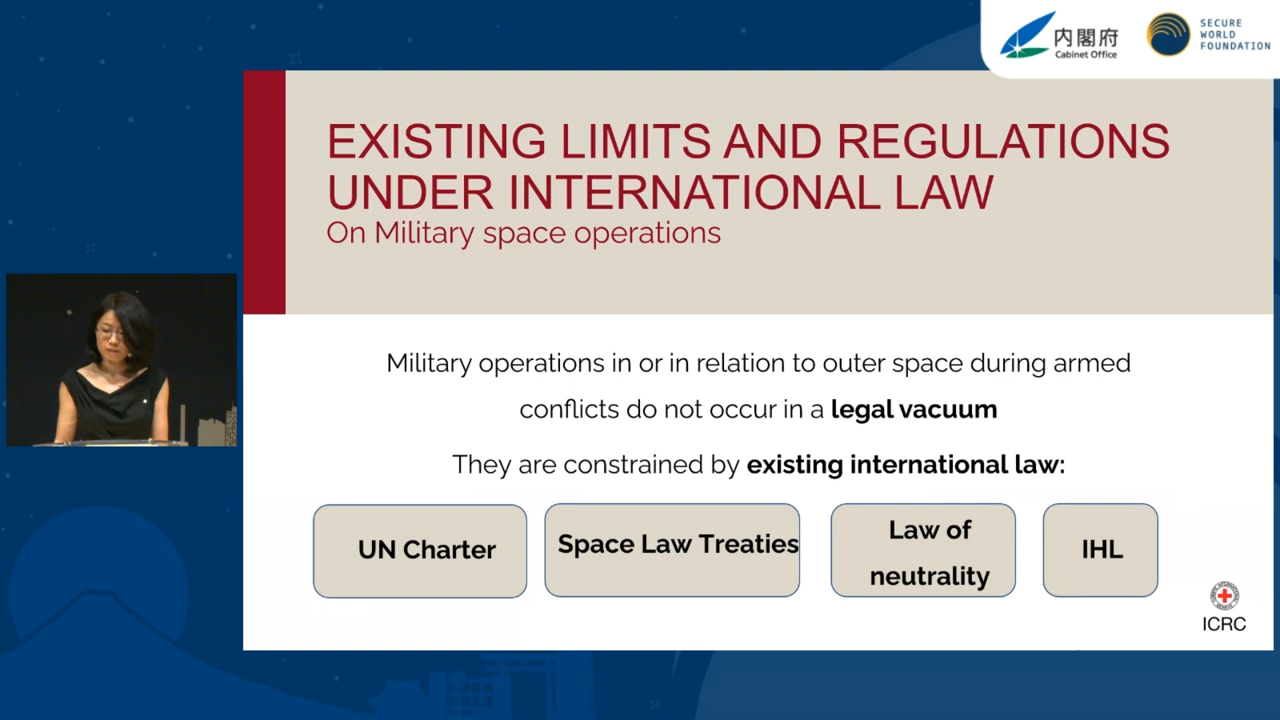 内閣府
Cabinet Office
SECURE
WORLD
FOUNDATION
EXISTING LIMITS AND REGULATIONS
UNDER INTERNATIONAL LAW
On Military space operations
Military operations in or in relation to outer space during armed
conflicts do not occur in a legal vacuum
They are constrained by existing international law:
UN Charter
Space Law Treaties
Law of
neutrality
IHL
ICRC